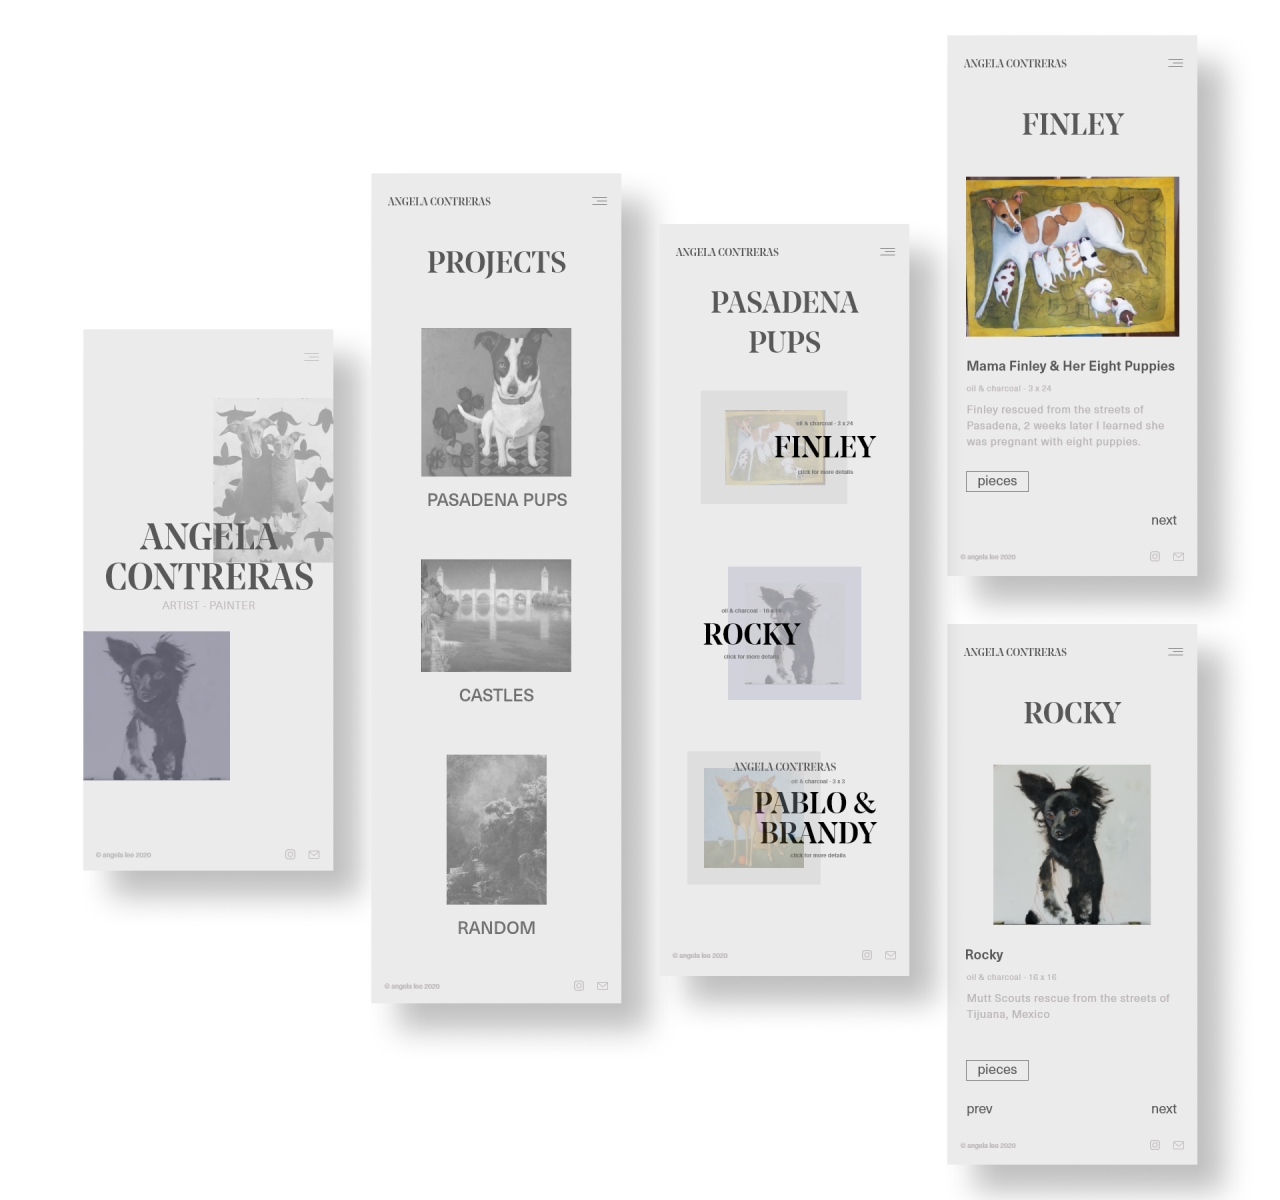 ANGELA
CONTRERAS
ARTIST - PAINTER
© angela lee 2020
ANGELA CONTRERAS
PROJECTS
PASADENA PUPS
CASTLES
RANDOM
© angela lee 2020
ANGELA CONTRERAS
PASADENA
PUPS
oil & charcoal - 3 x 24
FINLEY
click for more details
oil & charcoal - 16 x 16
ROCKY
click for more details
ANGELA CONTRERAS
oil & charcoal - 3 x 3
PABLO &
BRANDY
click for more details
© angela lee 2020
ANGELA CONTRERAS
FINLEY
Mama Finley & Her Eight Puppies
oil & charcoal - 3 x 24
Finley rescued from the streets of
Pasadena, 2 weeks later I learned she
was pregnant with eight puppies.
pieces
next
© angela lee 2020
ANGELA CONTRERAS
ROCKY
Rocky
oil & charcoal - 16 x 16
Mutt Scouts rescue from the streets of
Tijuana, Mexico
pieces
prev next
© angela lee 2020